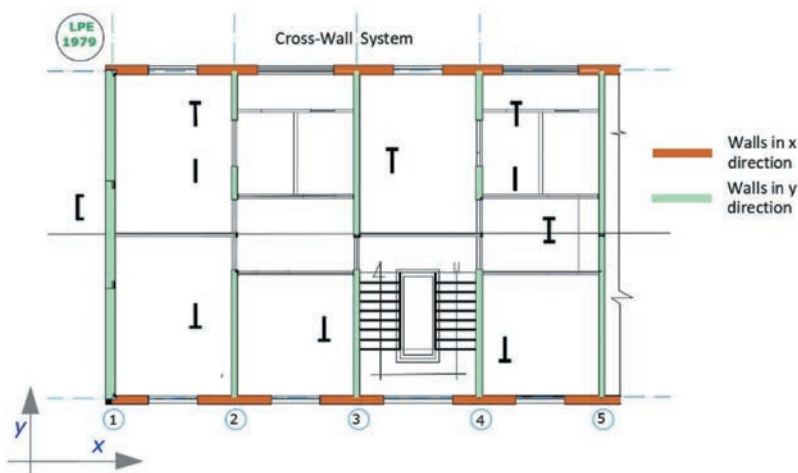 LPE
1979
Cross-Wall System
Walls in x
direction
Walls in y
direction
1 2 3 4 5
y
x